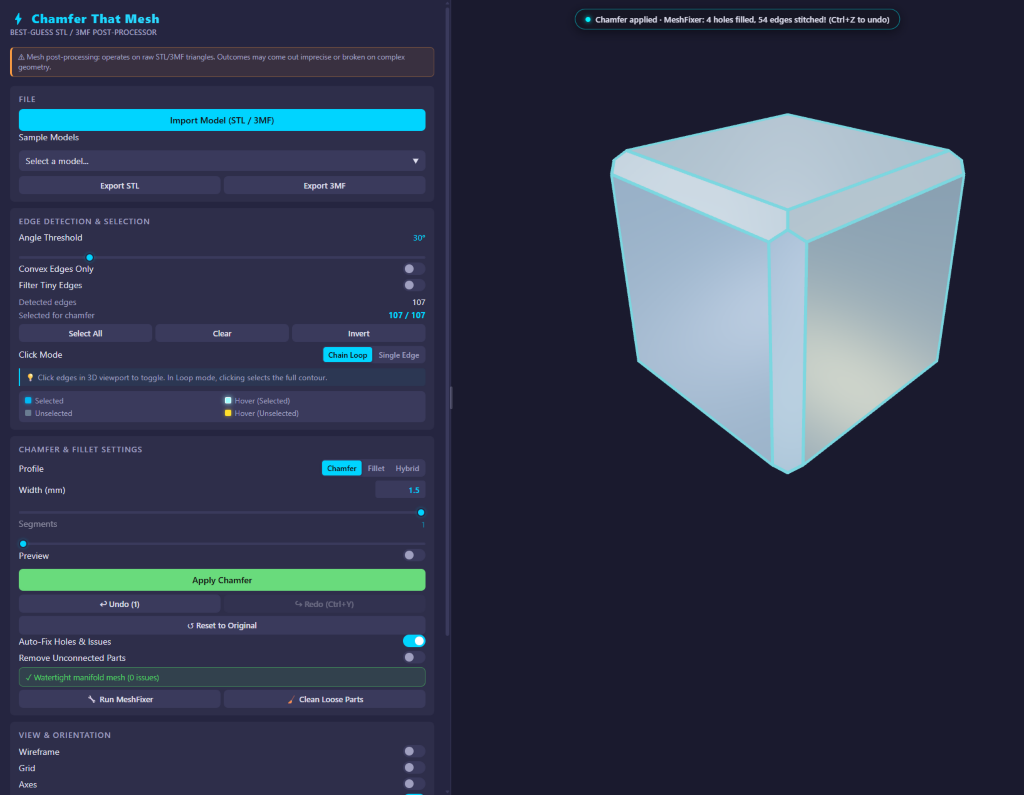 Chamfer That Mesh
BEST-GUESS STL / 3MF POST-PROCESSOR
⚠ Mesh post-processing: operates on raw STL/3MF triangles. Outcomes may come out imprecise or broken on complex
geometry.
FILE
Import Model (STL / 3MF)
Sample Models
Select a model...
Export STL
Export 3MF
EDGE DETECTION & SELECTION
Angle Threshold
30°
Convex Edges Only
Filter Tiny Edges
Detected edges
107
Selected for chamfer
107 / 107
Select All
Clear
Invert
Click Mode
Chain Loop
Single Edge
💡 Click edges in 3D viewport to toggle. In Loop mode, clicking selects the full contour.
Selected
Hover (Selected)
Unselected
Hover (Unselected)
CHAMFER & FILLET SETTINGS
Profile
Chamfer
Fillet
Hybrid
Width (mm)
1.5
Segments
1
Preview
Apply Chamfer
↩ Undo (1)
↪ Redo (Ctrl+Y)
↺ Reset to Original
Auto-Fix Holes & Issues
Remove Unconnected Parts
✓ Watertight manifold mesh (0 issues)
🔧 Run MeshFixer
🧹 Clean Loose Parts
VIEW & ORIENTATION
Wireframe
Grid
Axes
Chamfer applied · MeshFixer: 4 holes filled, 54 edges stitched! (Ctrl+Z to undo)